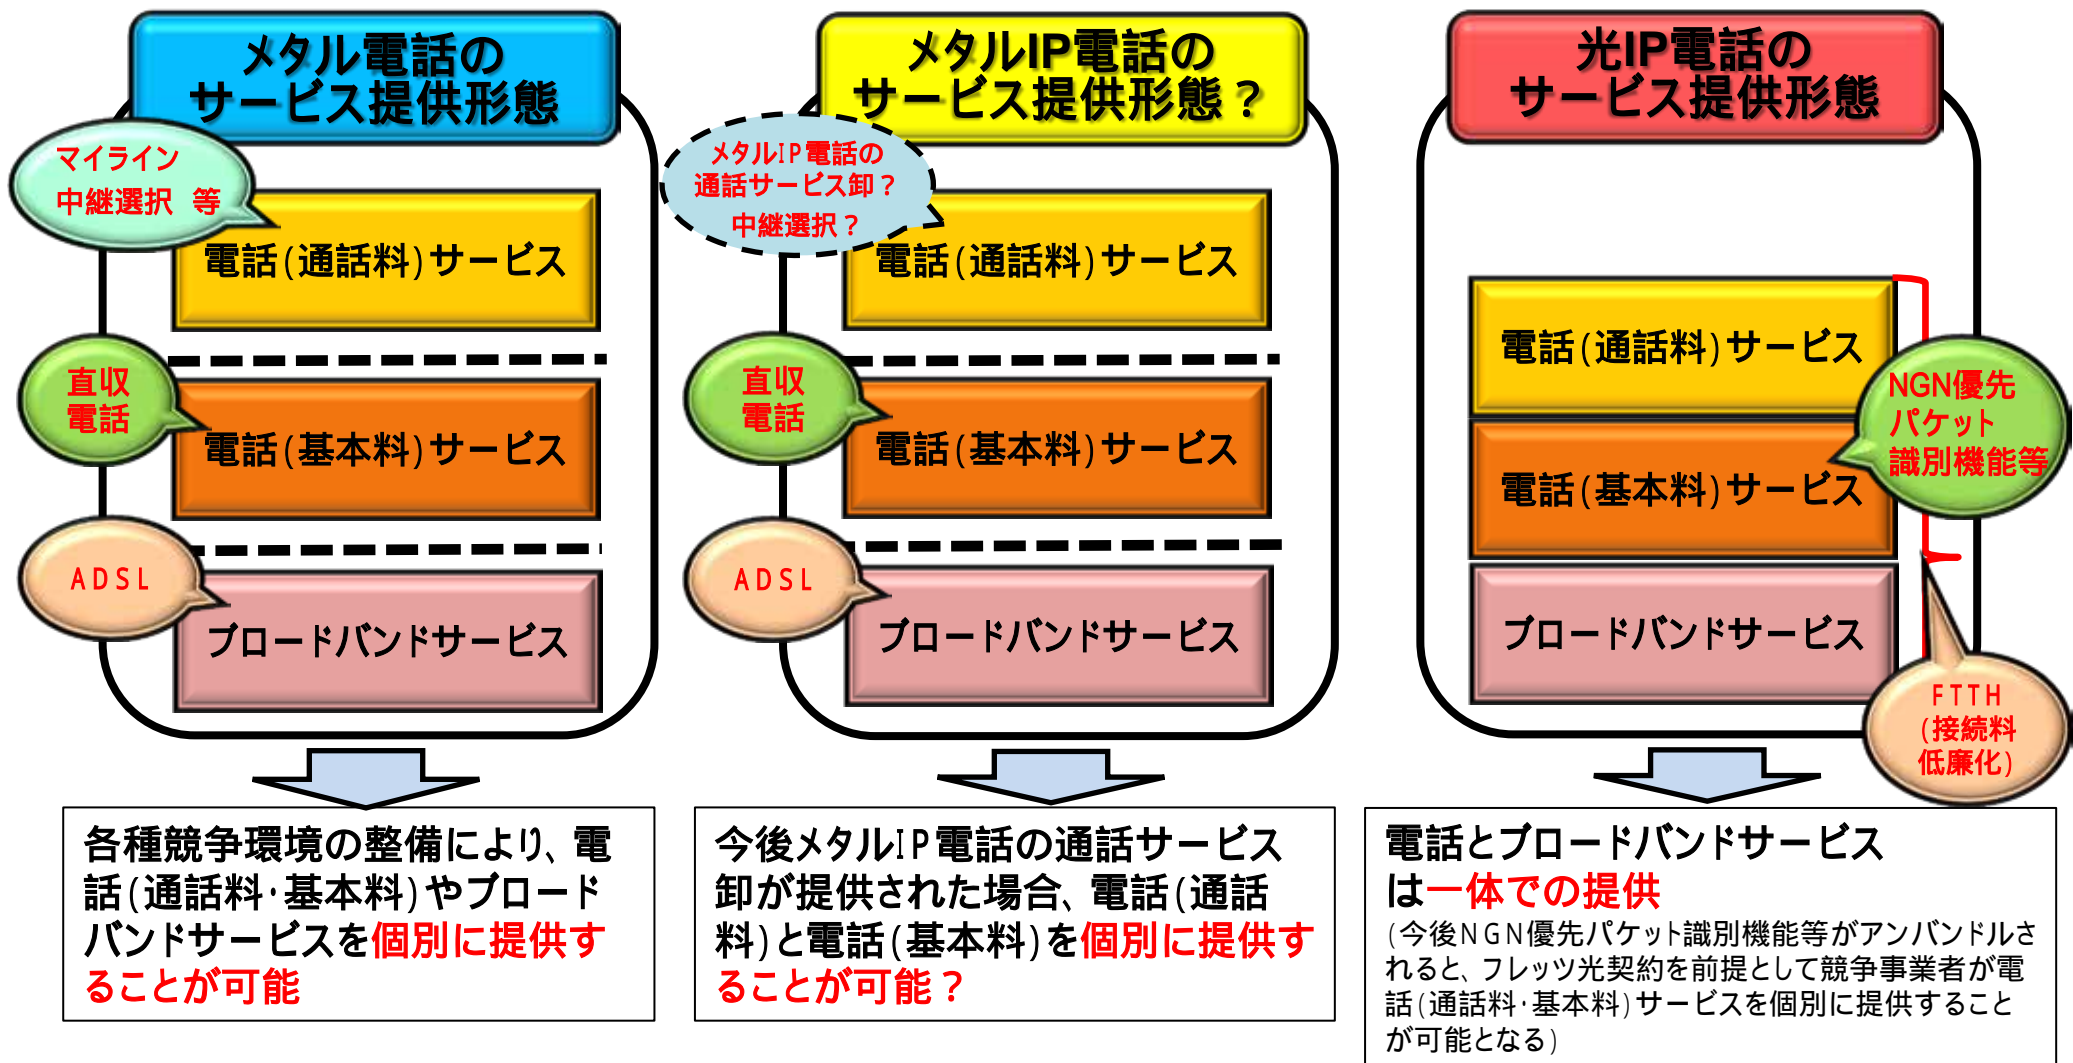 メタル電話の
サービス提供形態
マイライン
中継選択 等
電話(通話料)サービス
直収
電話
電話(基本料)サービス
ADSL
ブロードバンドサービス
各種競争環境の整備により、電
話(通話料・基本料)やブロード
バンドサービスを個別に提供す
ることが可能
メタルIP電話の
サービス提供形態？
メタルIP電話の
通話サービス卸？
中継選択？
電話(通話料)サービス
直収
電話
電話(基本料)サービス
ADSL
ブロードバンドサービス
今後メタルIP電話の通話サービス
卸が提供された場合、電話(通話
料)と電話(基本料)を個別に提供す
ることが可能？
光IP電話の
サービス提供形態
電話(通話料)サービス
NGN優先
パケット
識別機能等
電話(基本料)サービス
ブロードバンドサービス
FTTH
(接続料
低廉化)
電話とブロードバンドサービス
は一体での提供
(今後NGN優先パケット識別機能等がアンバンドルさ
れると、フレッツ光契約を前提として競争事業者が電
話(通話料・基本料)サービスを個別に提供すること
が可能となる)